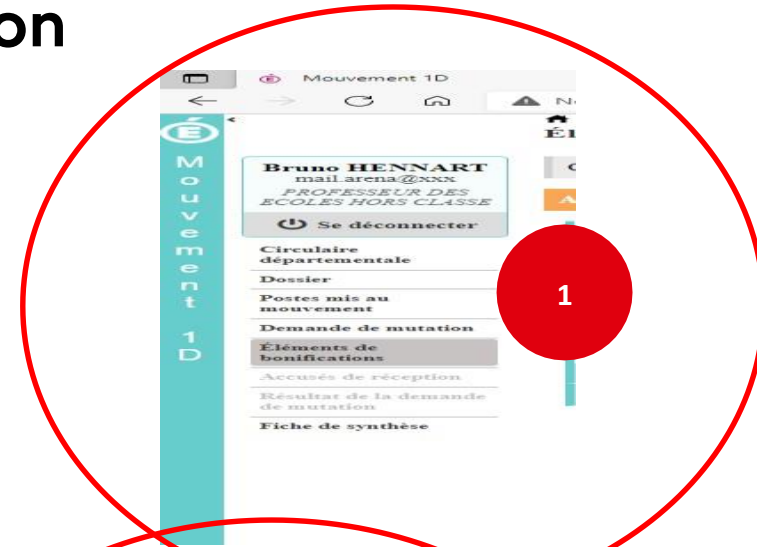 on
Mouvement 1D
N
Él
Mouvement 1D
Bruno HENNART
mail.arena@xxx
PROFESSEUR DES
ECOLES HORS CLASSE
Se déconnecter
Circulaire
départementale
Dossier
Postes mis au
mouvement
Demande de mutation
Éléments de
bonifications
Accusés de réception
Résultat de la demande
de mutation
Fiche de synthèse
1